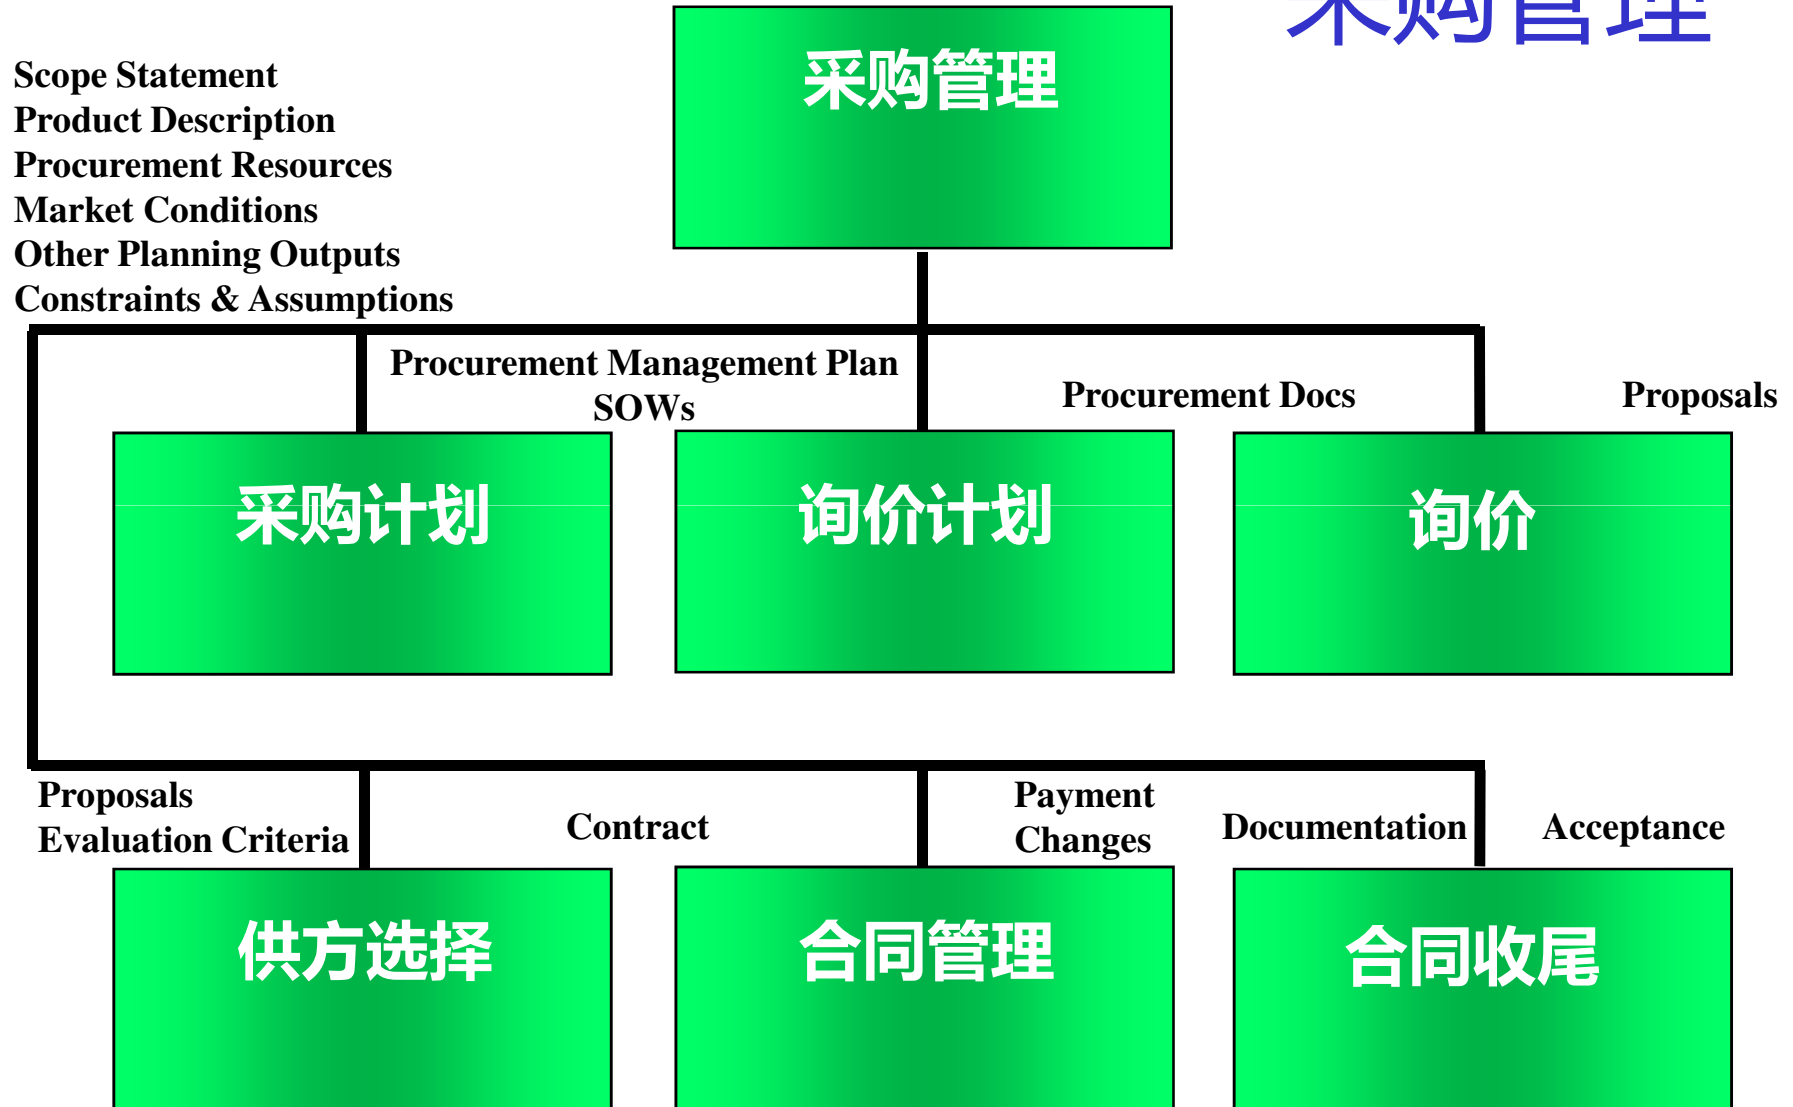 采购管理
采购管理
Scope Statement
Product Description
Procurement Resources
Market Conditions
Other Planning Outputs
Constraints & Assumptions
Procurement Management Plan
SOWs
Procurement Docs
Proposals
采购计划
询价计划
询价
Proposals
Evaluation Criteria
Contract
Payment
Changes
Documentation
Acceptance
供方选择
合同管理
合同收尾